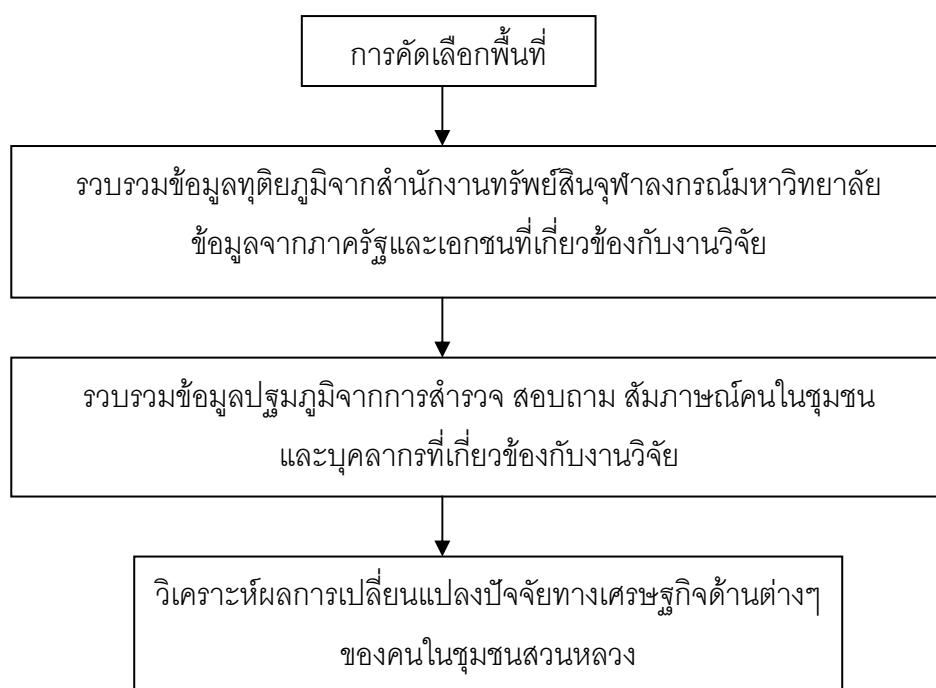 การคัดเลือกพื้นที่
รวบรวมข้อมูลทุติยภูมิจากสำนักงานทรัพย์สินจุฬาลงกรณ์มหาวิทยาลัย
ข้อมูลจากภาครัฐและเอกชนที่เกี่ยวข้องกับงานวิจัย
รวบรวมข้อมูลปฐมภูมิจากการสำรวจ สอบถาม สัมภาษณ์คนในชุมชน
และบุคลากรที่เกี่ยวข้องกับงานวิจัย
วิเคราะห์ผลการเปลี่ยนแปลงปัจจัยทางเศรษฐกิจด้านต่างๆ
ของคนในชุมชนสวนหลวง